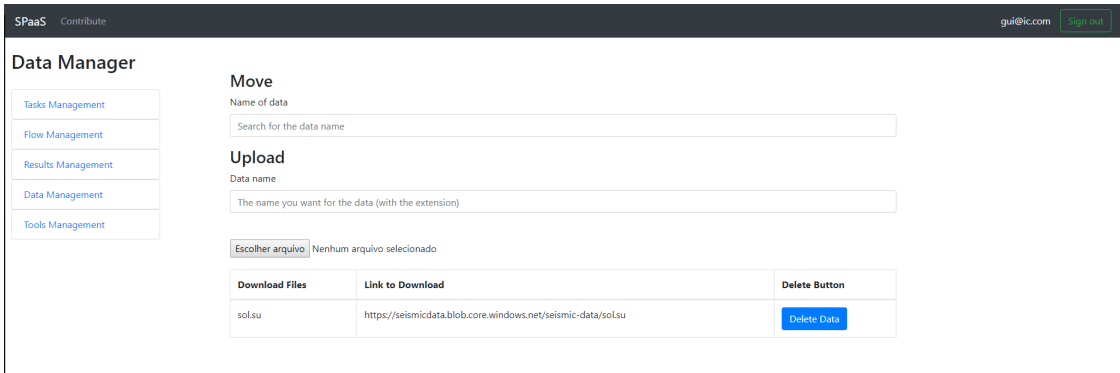 SPaaS Contribute gui@ic.com Sign out
Data Manager
Tasks Management
Flow Management
Results Management
Data Management
Tools Management
Move
Name of data
Search for the data name
Upload
Data name
The name you want for the data (with the extension)
Escolher arquivo Nenhum arquivo selecionado
Download Files Link to Download Delete Button
sol.su https://seismicdata.blob.core.windows.net/seismic-data/sol.su Delete Data